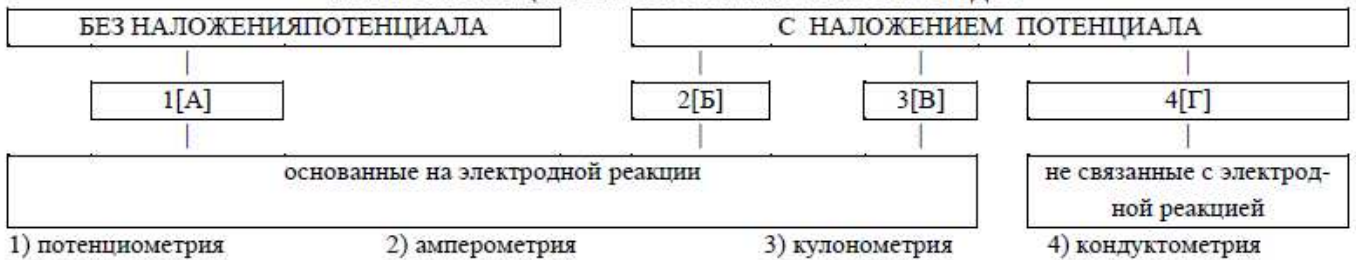 БЕЗ НАЛОЖЕНИЯПОТЕНЦИАЛА С НАЛОЖЕНИЕМ ПОТЕНЦИАЛА
1[А] 2[Б] 3[В] 4[Г]
основанные на электродной реакции не связанные с электрод-
ной реакцией
1) потенциометрия 2) амперометрия 3) кулонометрия 4) кондуктометрия